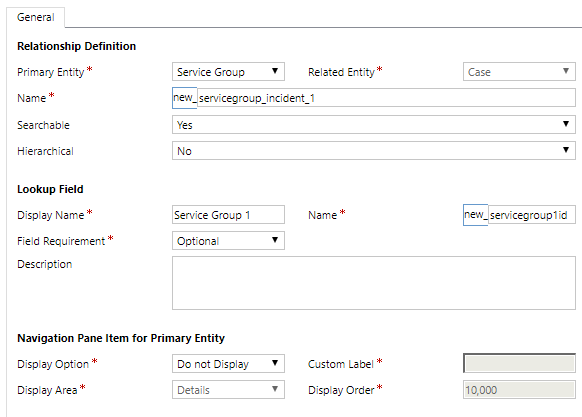 General
Relationship Definition
Primary Entity* Service Group Related Entity* Case
Name* new_ servicegroup_incident_1
Searchable Yes
Hierarchical No
Lookup Field
Display Name* Service Group 1 Name* new_ servicegroup1id
Field Requirement* Optional
Description
Navigation Pane Item for Primary Entity
Display Option* Do not Display Custom Label*
Display Area* Details Display Order* 10,000